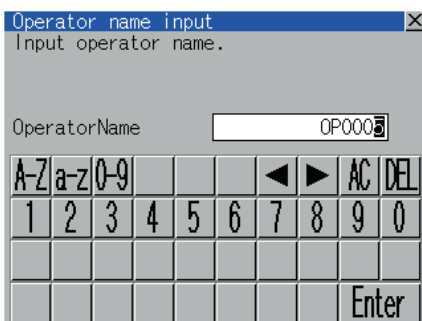 Operator name input ×
Input operator name.
OperatorName OP0005
A-Z a-z 0-9 ◀ ▶ AC DEL
1 2 3 4 5 6 7 8 9 0
Enter